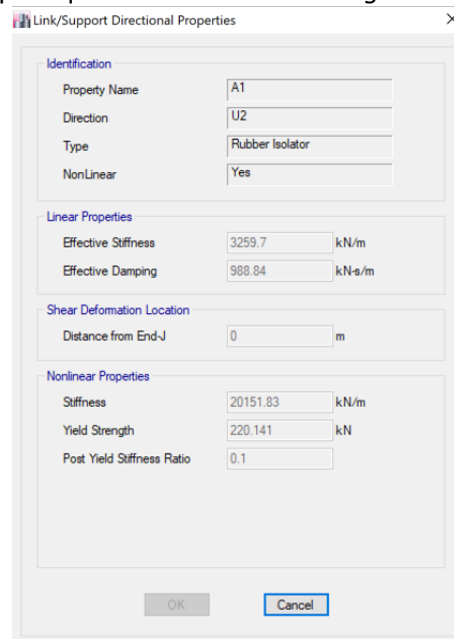 Link/Support Directional Properties
Identification
Property Name A1
Direction U2
Type Rubber Isolator
NonLinear Yes
Linear Properties
Effective Stiffness 3259.7 kN/m
Effective Damping 988.84 kN-s/m
Shear Deformation Location
Distance from End-J 0 m
Nonlinear Properties
Stiffness 20151.83 kN/m
Yield Strength 220.141 kN
Post Yield Stiffness Ratio 0.1
OK Cancel